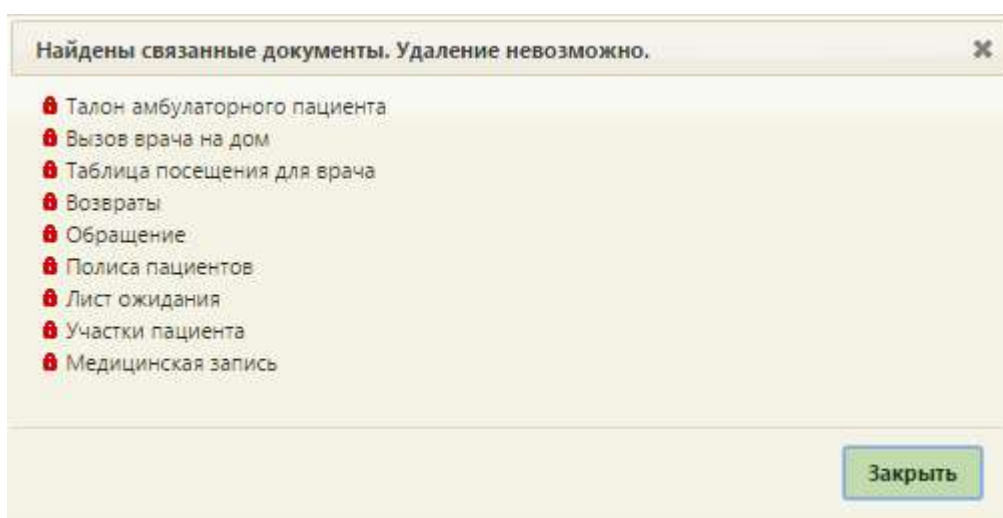 Найдены связанные документы. Удаление невозможно.
Талон амбулаторного пациента
Вызов врача на дом
Таблица посещения для врача
Возвраты
Обращение
Полиса пациентов
Лист ожидания
Участки пациента
Медицинская запись
Закрыть